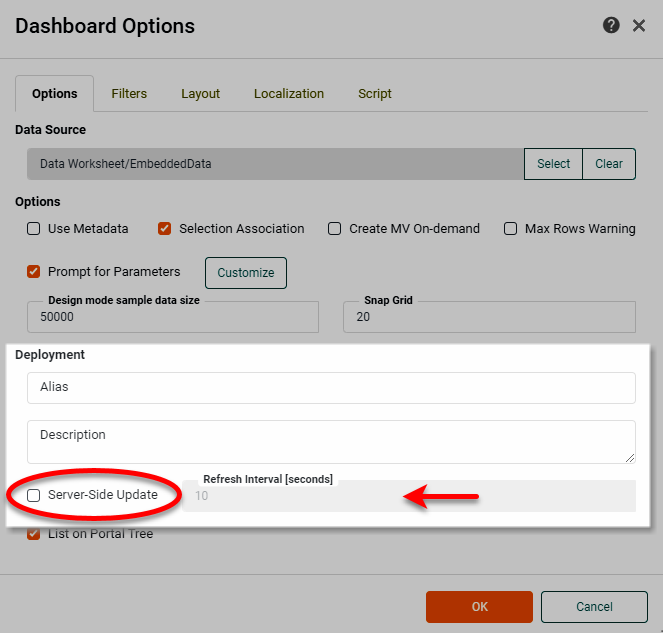 Dashboard Options
Options Filters Layout Localization Script
Data Source
Data Worksheet/EmbeddedData Select Clear
Options
Use Metadata Selection Association Create MV On-demand Max Rows Warning
Prompt for Parameters Customize
Design mode sample data size Snap Grid
50000 20
Deployment
Alias
Description
Refresh Interval [seconds]
Server-Side Update 10
List on Portal Tree
OK Cancel